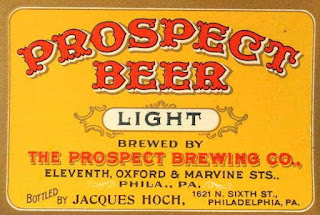 PROSPECT
BEER
LIGHT
BREWED BY
THE PROSPECT BREWING CO.,
ELEVENTH, OXFORD & MARVINE STS.,
PHILA., PA.
BOTTLED BY JACQUES HOCH, 1621 N. SIXTH ST.,
PHILADELPHIA, PA.